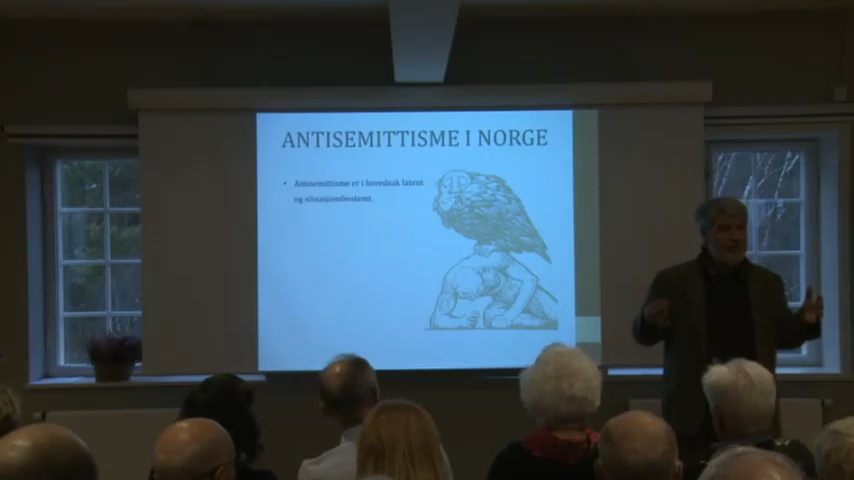 ANTISEMITTISME I NORGE
• Antisemittisme er i hovedsak latent
og situasjonsbestemt.